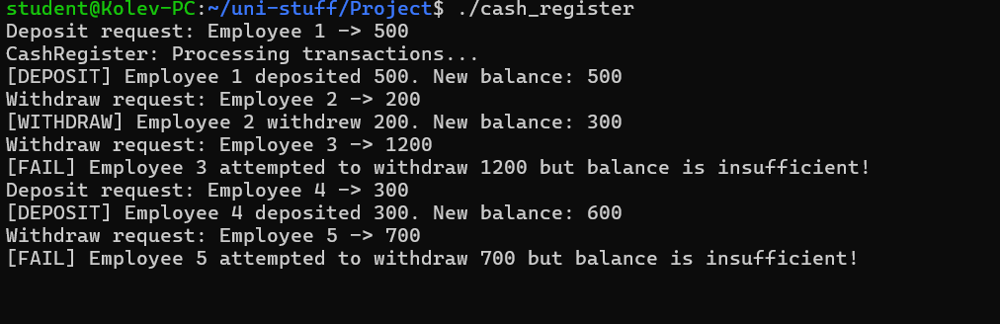 student@Kolev-PC:~/uni-stuff/Project$ ./cash_register
Deposit request: Employee 1 -> 500
CashRegister: Processing transactions...
[DEPOSIT] Employee 1 deposited 500. New balance: 500
Withdraw request: Employee 2 -> 200
[WITHDRAW] Employee 2 withdrew 200. New balance: 300
Withdraw request: Employee 3 -> 1200
[FAIL] Employee 3 attempted to withdraw 1200 but balance is insufficient!
Deposit request: Employee 4 -> 300
[DEPOSIT] Employee 4 deposited 300. New balance: 600
Withdraw request: Employee 5 -> 700
[FAIL] Employee 5 attempted to withdraw 700 but balance is insufficient!